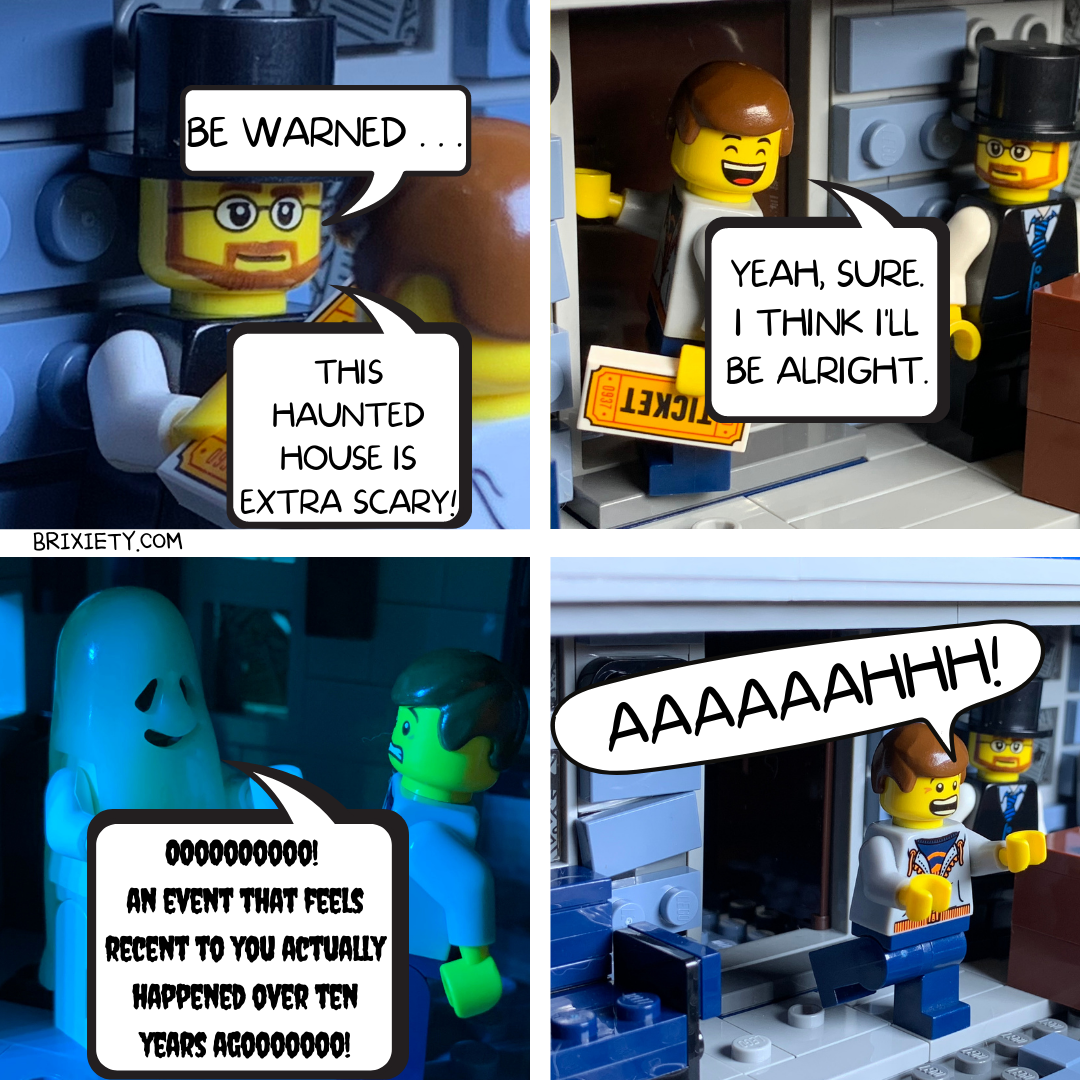 BE WARNED . . .
THIS
HAUNTED
HOUSE IS
EXTRA SCARY!
YEAH, SURE.
I THINK I'LL
BE ALRIGHT.
TICKET
0937
BRIXIETY.COM
OOOOOOOOOO!
AN EVENT THAT FEELS
RECENT TO YOU ACTUALLY
HAPPENED OVER TEN
YEARS AGOOOOOOO!
AAAAAAHHH!